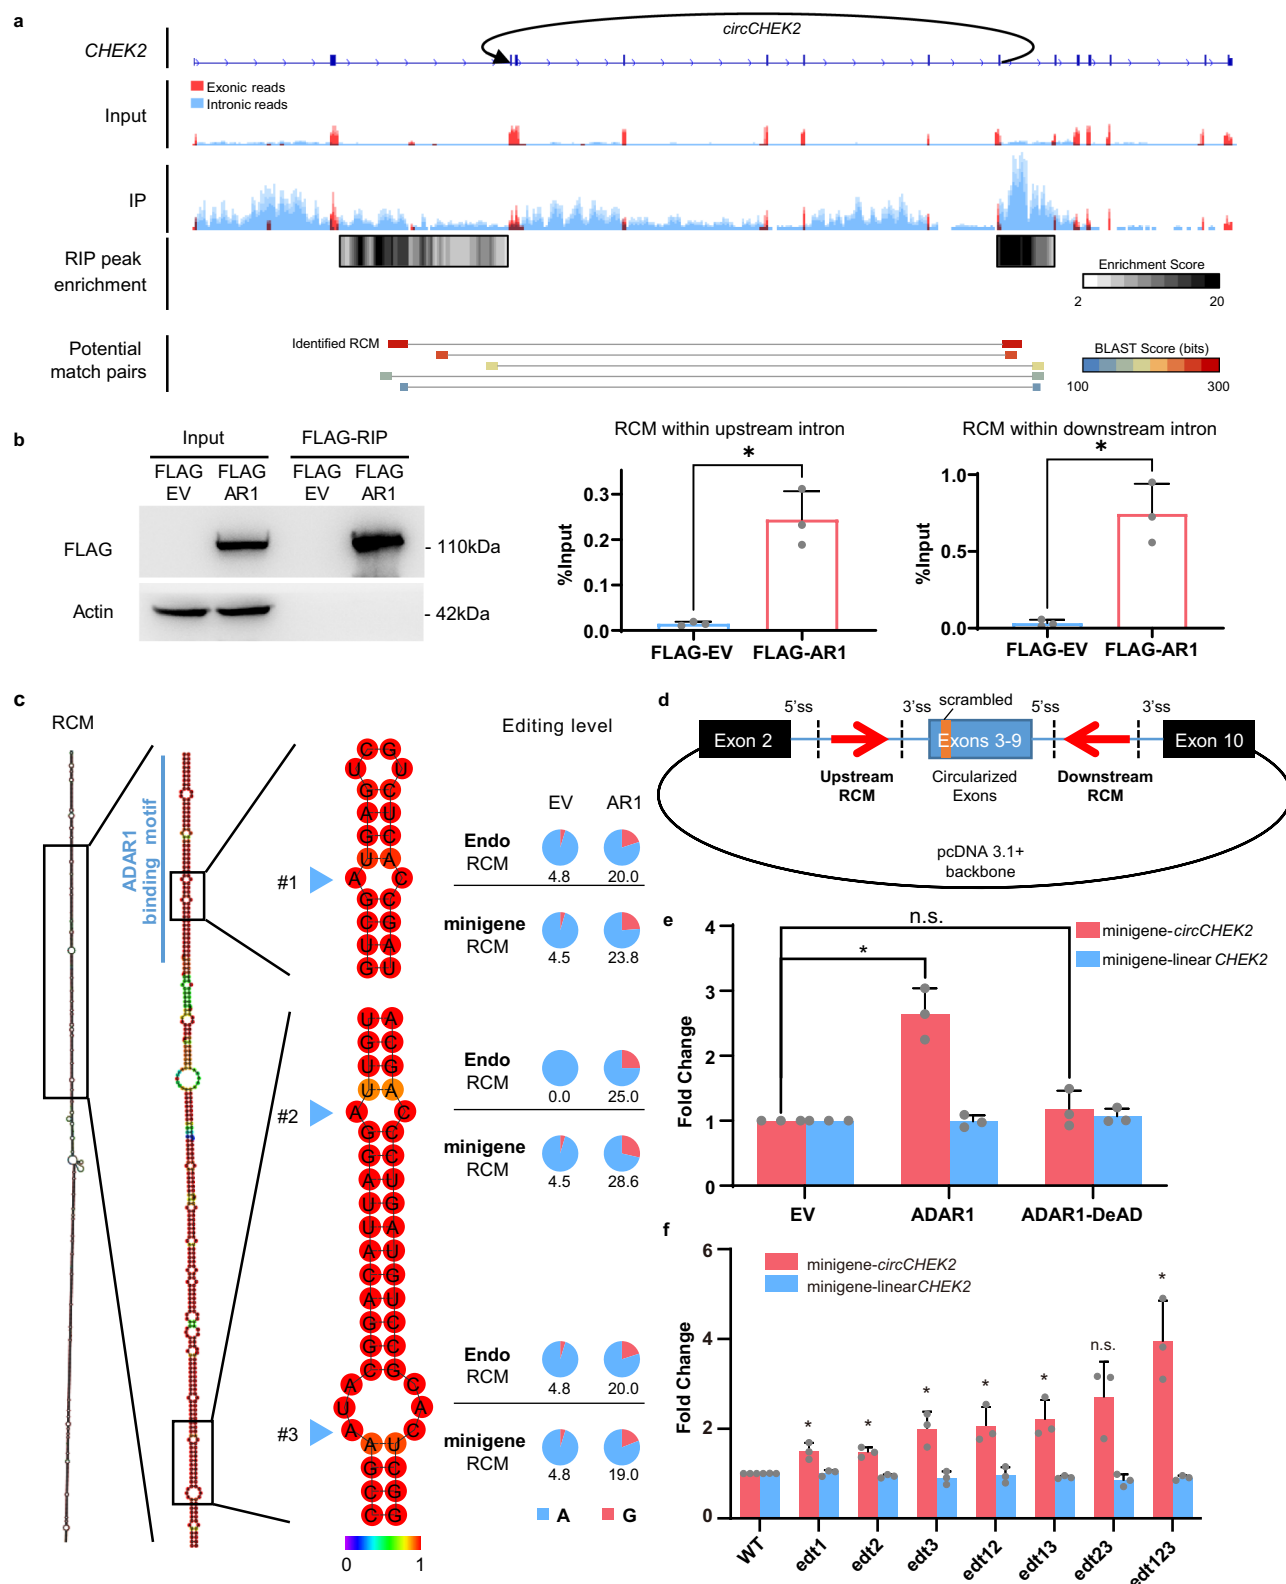 a
circCHEK2
CHEK2
Exonic reads
Intronic reads
Input
IP
RIP peak
enrichment
Enrichment Score
2 20
Potential
match pairs
Identified RCM
BLAST Score (bits)
100 300
b
Input FLAG-RIP
FLAG FLAG FLAG FLAG
EV AR1 EV AR1
FLAG
- 110kDa
Actin
- 42kDa
RCM within upstream intron
*
%Input
0.3
0.2
0.1
0.0
FLAG-EV FLAG-AR1
RCM within downstream intron
*
%Input
1.0
0.5
0.0
FLAG-EV FLAG-AR1
c
RCM
ADAR1
binding motif
Editing level
EV AR1
#1
C G
U U
G C
A U
G C
U A
A C
G C
C G
U A
G U
Endo
RCM
4.8 20.0
minigene
RCM
4.5 23.8
#2
U A
G C
U G
U A
A C
G C
G C
A U
U G
U A
A U
C G
A U
G C
G C
C G
Endo
RCM
0.0 25.0
minigene
RCM
4.5 28.6
#3
A C
U A
A C
A U
G C
C G
C G
Endo
RCM
4.8 20.0
minigene
RCM
4.8 19.0
A G
0 1
d
5'ss 3'ss scrambled 5'ss 3'ss
Exon 2 Exons 3-9 Exon 10
Upstream
RCM
Circularized
Exons
Downstream
RCM
pcDNA 3.1+
backbone
e
n.s.
*
minigene-circCHEK2
minigene-linear CHEK2
Fold Change
4
3
2
1
0
EV ADAR1 ADAR1-DeAD
f
minigene-circCHEK2
minigene-linearCHEK2
Fold Change
6
4
2
0
* * * * * n.s. *
WT edt1 edt2 edt3 edt12 edt13 edt23 edt123